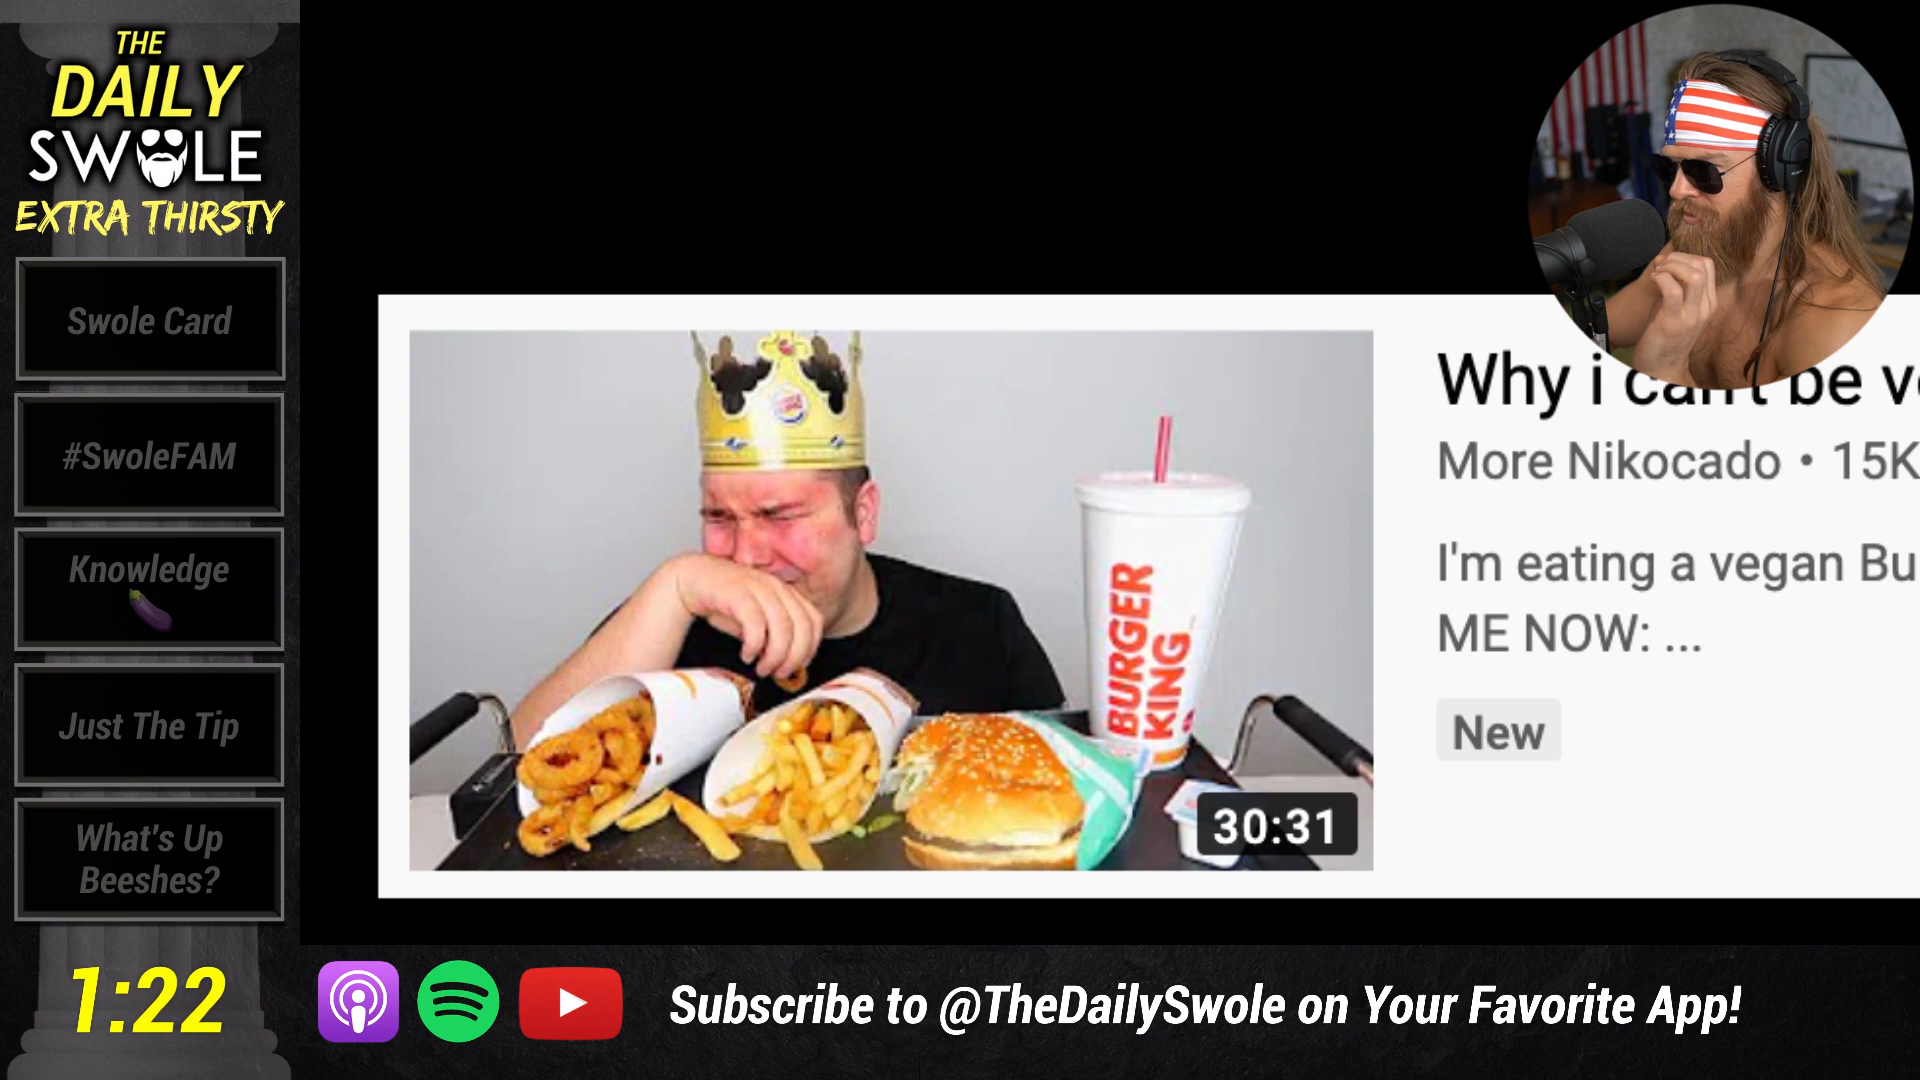 THE
DAILY
SWOLE
EXTRA THIRSTY
Swole Card
#SwoleFAM
Knowledge
Just The Tip
What's Up
Beeshes?
1:22
Why i can't be
More Nikocado • 15K
I'm eating a vegan Bu
ME NOW: ...
New
BURGER
KING
30:31
Subscribe to @TheDailySwole on Your Favorite App!